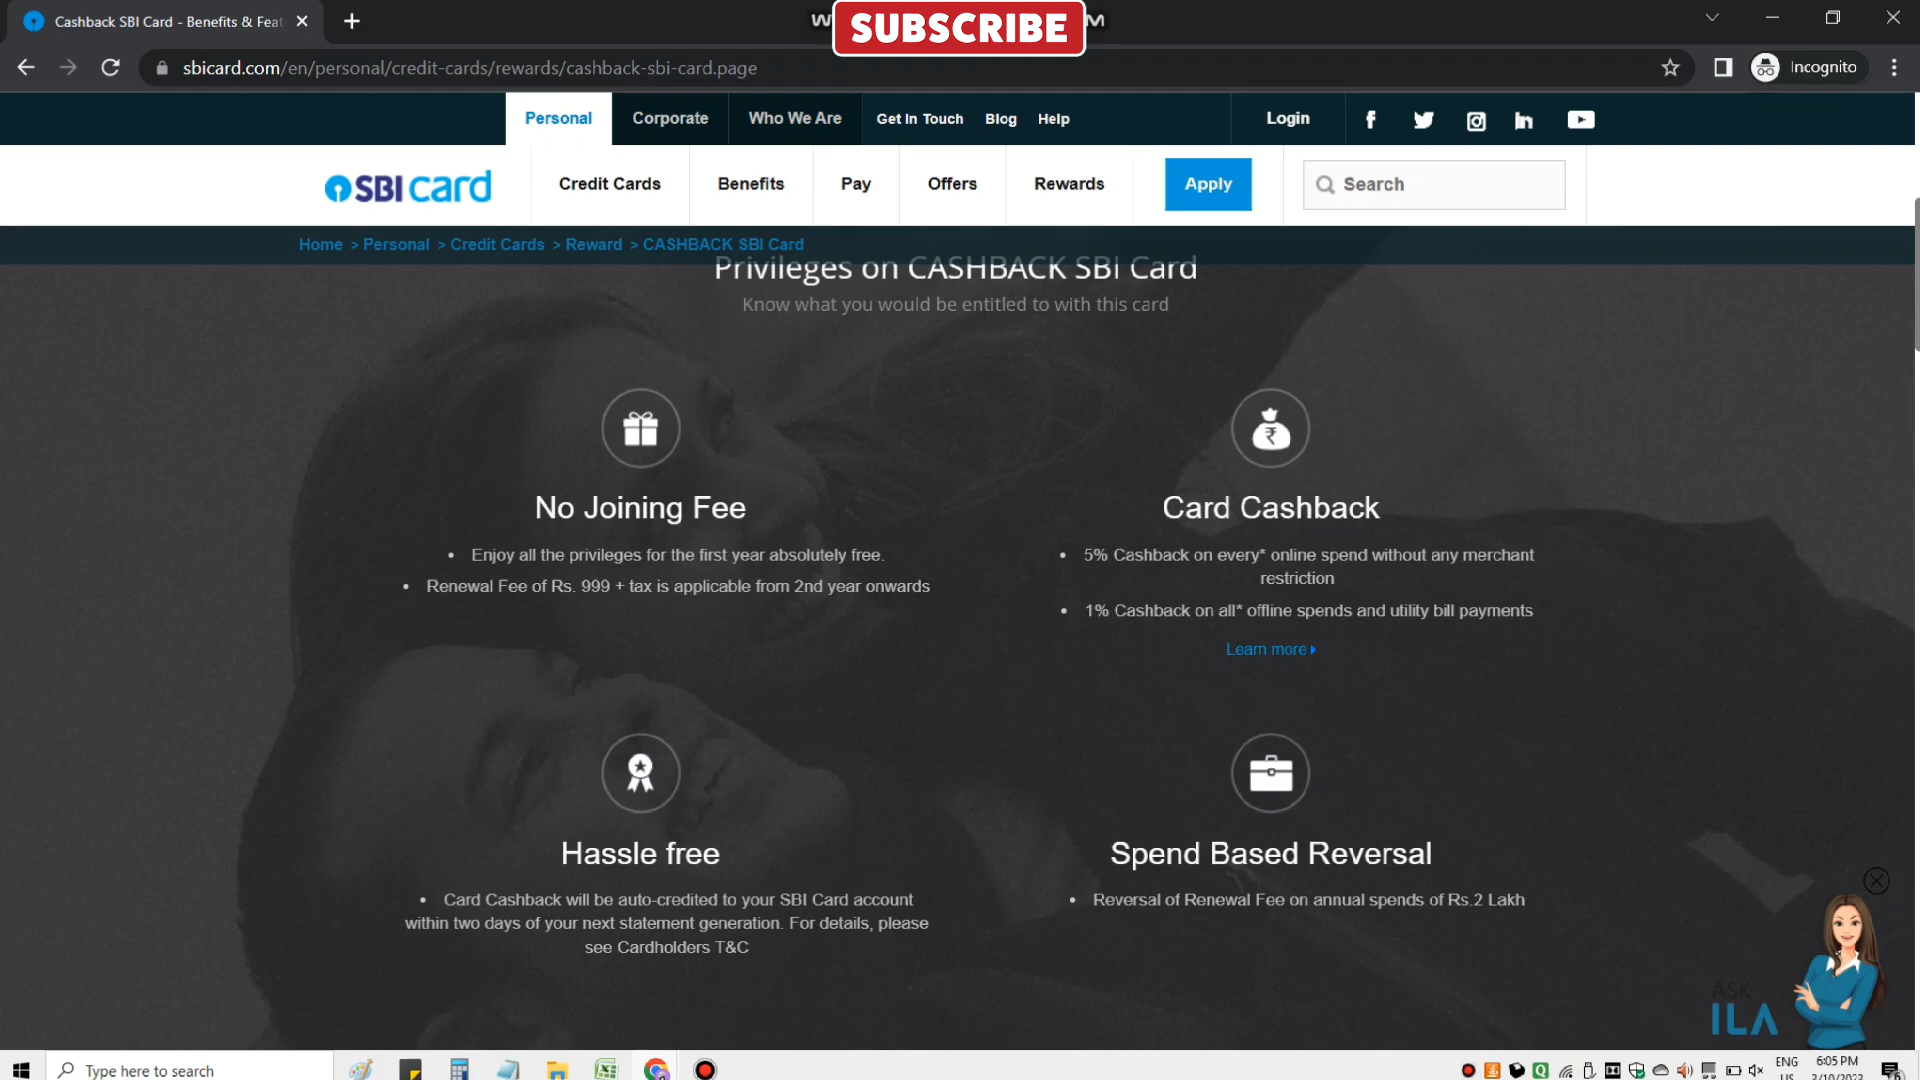 Cashback SBI Card - Benefits & Feat
SUBSCRIBE
sbicard.com/en/personal/credit-cards/rewards/cashback-sbi-card.page
Incognito
Personal
Corporate
Who We Are
Get In Touch
Blog
Help
Login
SBI card
Credit Cards
Benefits
Pay
Offers
Rewards
Apply
Search
Home > Personal > Credit Cards > Reward > CASHBACK SBI Card
Privileges on CASHBACK SBI Card
Know what you would be entitled to with this card
No Joining Fee
• Enjoy all the privileges for the first year absolutely free.
• Renewal Fee of Rs. 999 + tax is applicable from 2nd year onwards
Card Cashback
• 5% Cashback on every* online spend without any merchant
restriction
• 1% Cashback on all* offline spends and utility bill payments
Learn more
Hassle free
• Card Cashback will be auto-credited to your SBI Card account
within two days of your next statement generation. For details, please
see Cardholders T&C
Spend Based Reversal
• Reversal of Renewal Fee on annual spends of Rs.2 Lakh
ASK
ILA
Type here to search
ENG
US
6:05 PM
3/10/2023